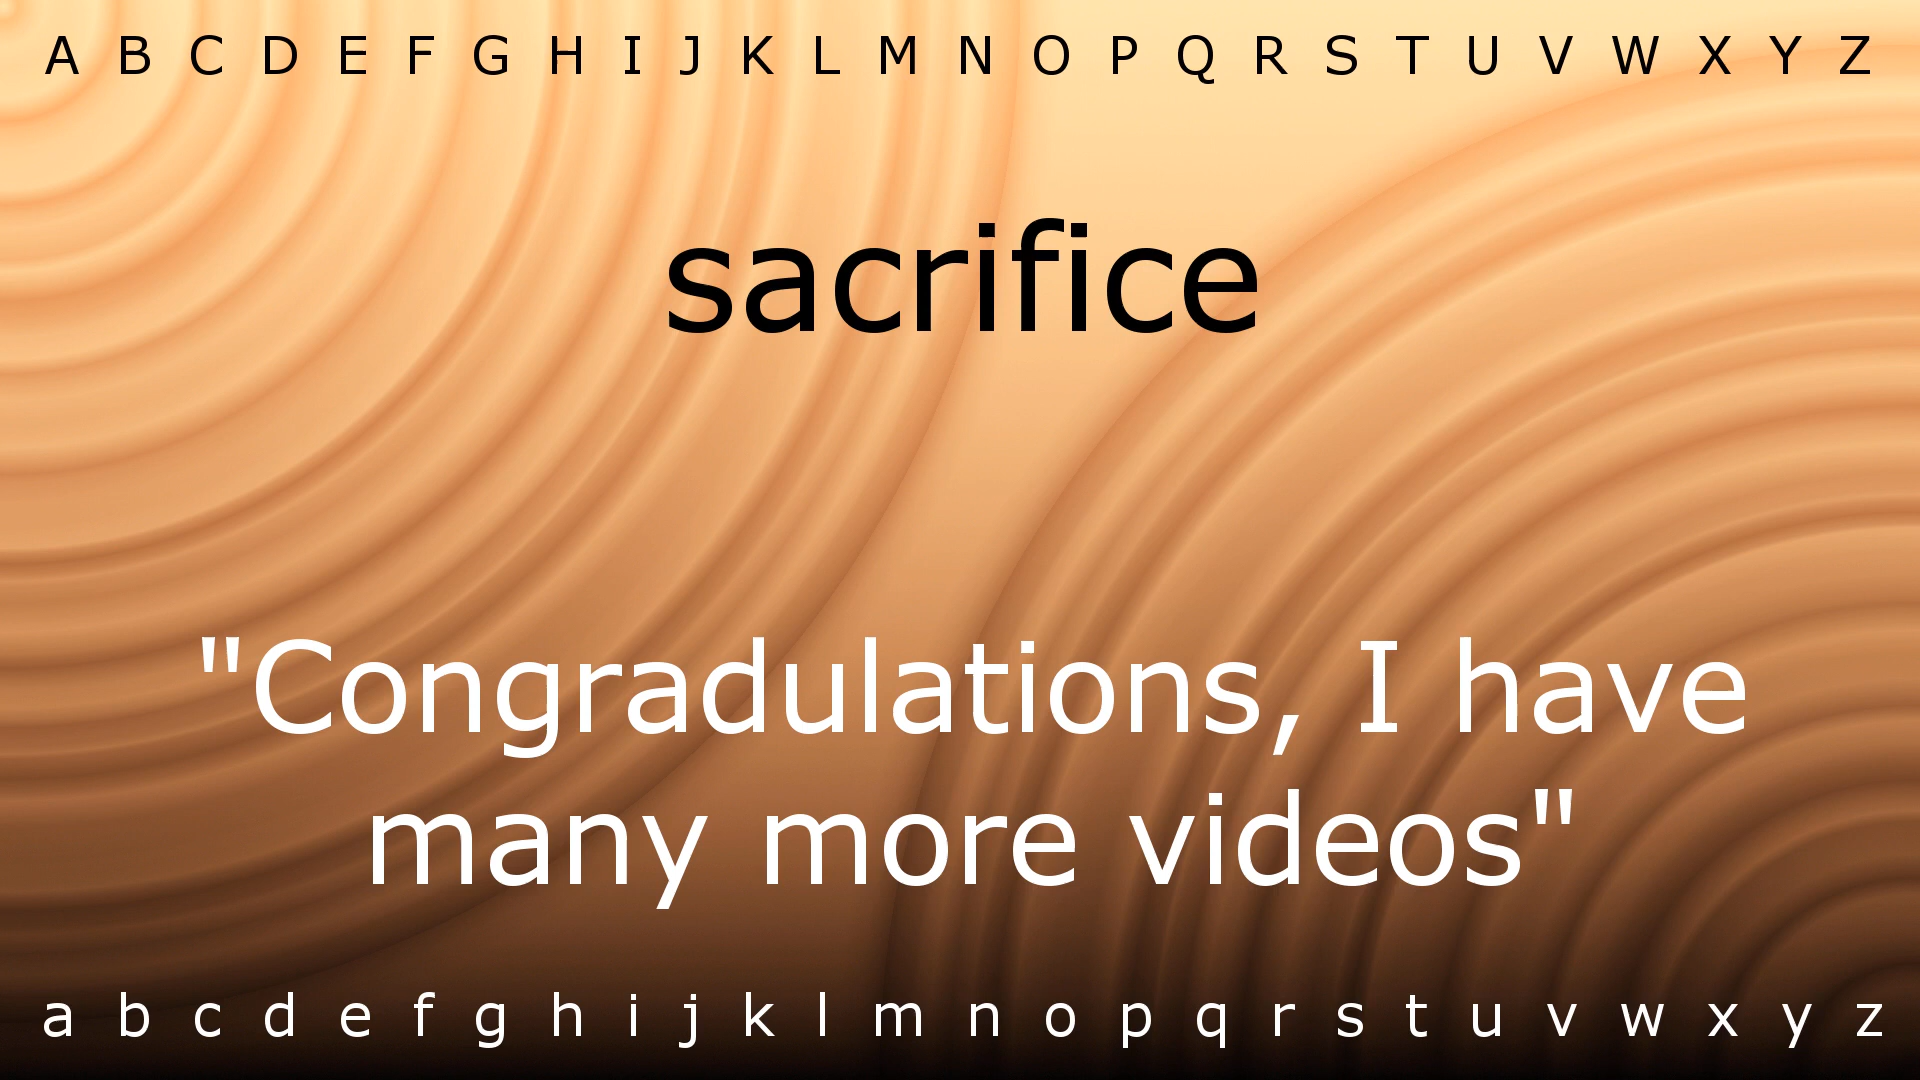 A B C D E F G H I J K L M N O P Q R S T U V W X Y Z
sacrifice
"Congradulations, I have
many more videos"
a b c d e f g h i j k l m n o p q r s t u v w x y z